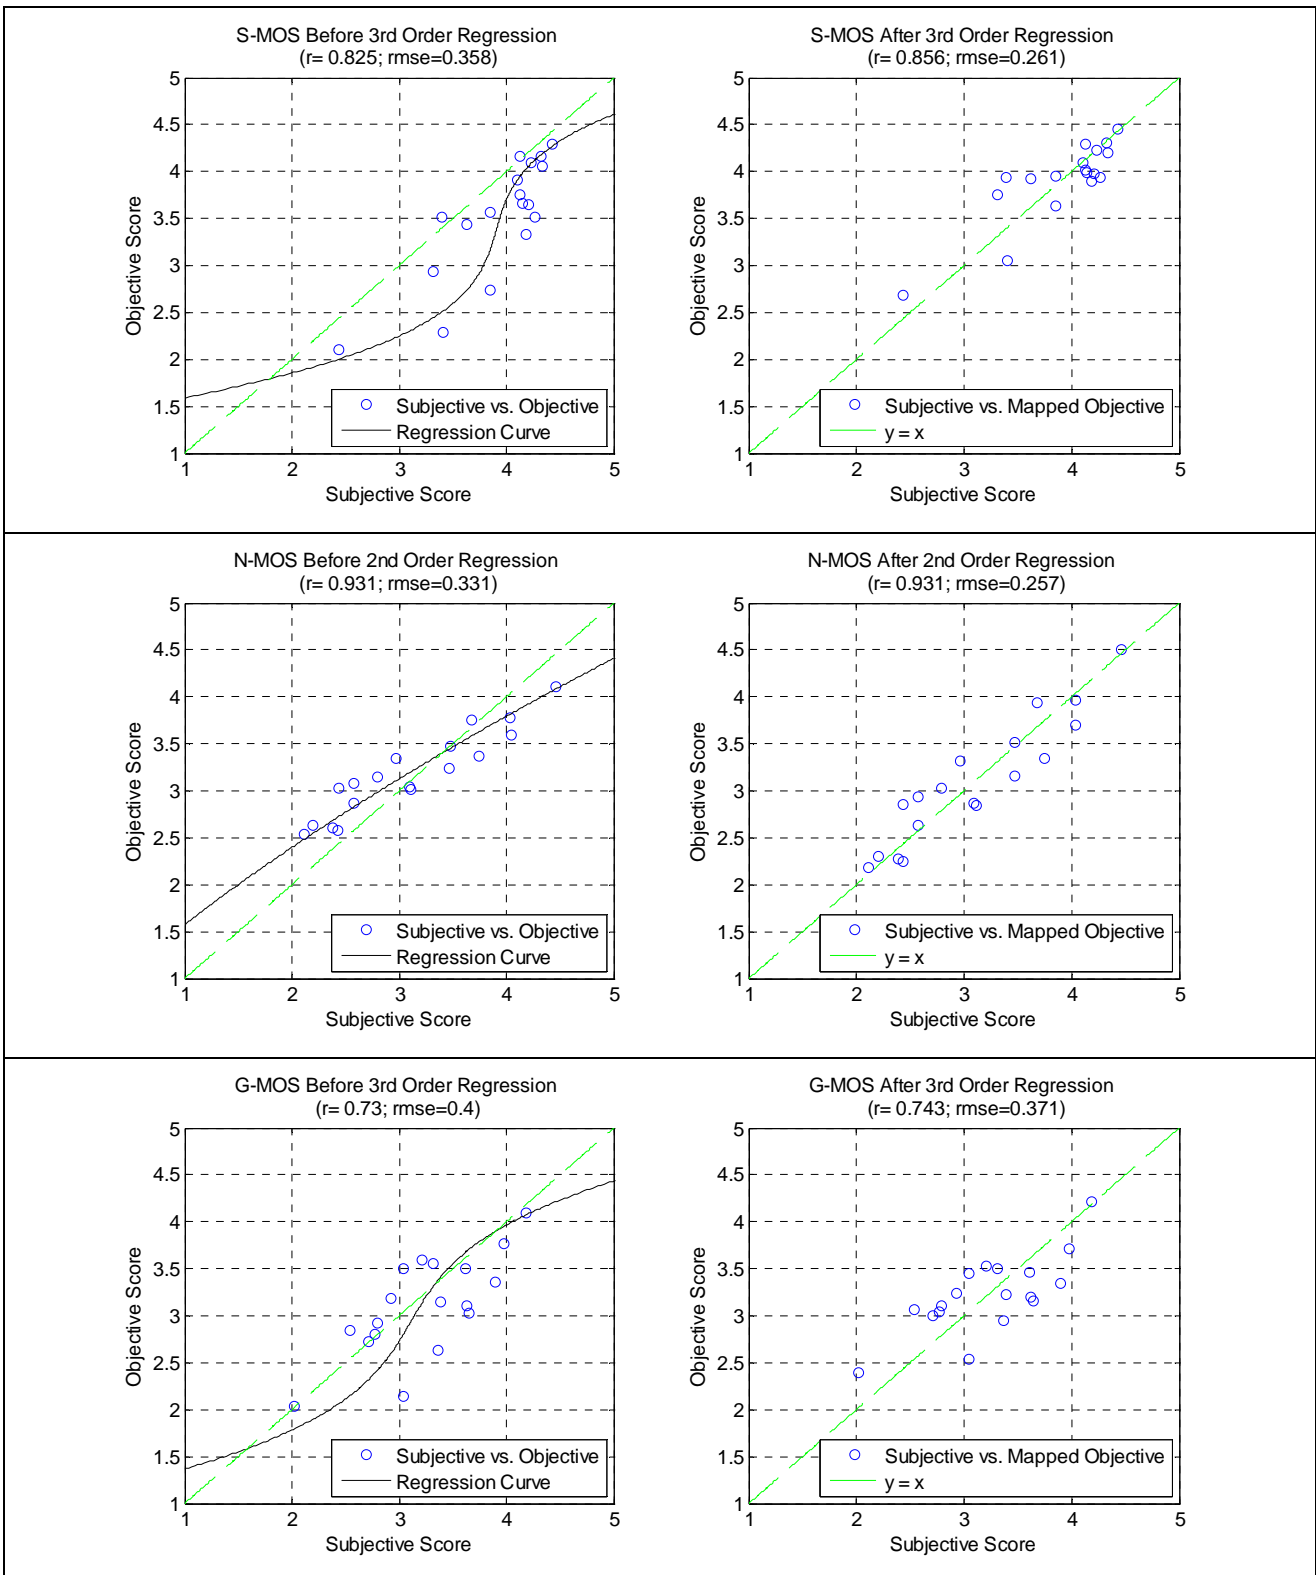 S-MOS Before 3rd Order Regression
(r= 0.825; rmse=0.358)
5
4.5
4
3.5
3
2.5
2
1.5
1
Objective Score
Subjective vs. Objective
Regression Curve
1 2 3 4 5
Subjective Score
S-MOS After 3rd Order Regression
(r= 0.856; rmse=0.261)
5
4.5
4
3.5
3
2.5
2
1.5
1
Objective Score
Subjective vs. Mapped Objective
y = x
1 2 3 4 5
Subjective Score
N-MOS Before 2nd Order Regression
(r= 0.931; rmse=0.331)
5
4.5
4
3.5
3
2.5
2
1.5
1
Objective Score
Subjective vs. Objective
Regression Curve
1 2 3 4 5
Subjective Score
N-MOS After 2nd Order Regression
(r= 0.931; rmse=0.257)
5
4.5
4
3.5
3
2.5
2
1.5
1
Objective Score
Subjective vs. Mapped Objective
y = x
1 2 3 4 5
Subjective Score
G-MOS Before 3rd Order Regression
(r= 0.73; rmse=0.4)
5
4.5
4
3.5
3
2.5
2
1.5
1
Objective Score
Subjective vs. Objective
Regression Curve
1 2 3 4 5
Subjective Score
G-MOS After 3rd Order Regression
(r= 0.743; rmse=0.371)
5
4.5
4
3.5
3
2.5
2
1.5
1
Objective Score
Subjective vs. Mapped Objective
y = x
1 2 3 4 5
Subjective Score